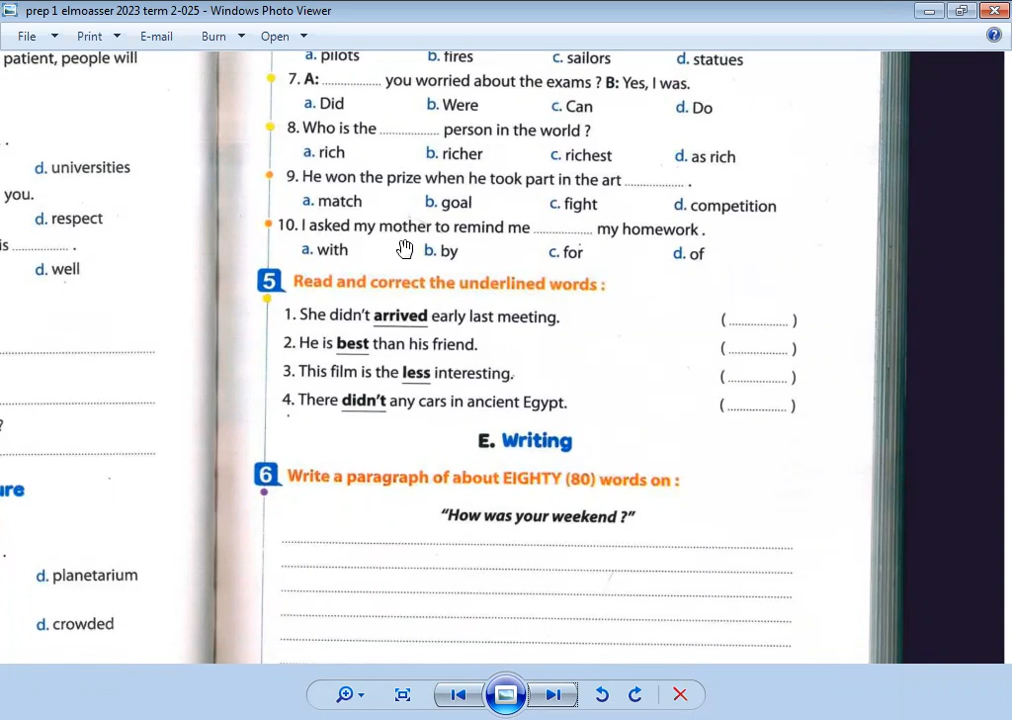 prep 1 elmoasser 2023 term 2-025 - Windows Photo Viewer
File Print E-mail Burn Open
patient, people will
.
d. universities
you.
d. respect
is ............ .
d. well
?
ure
.
d. planetarium
d. crowded
a. pilots b. fires c. sailors d. statues
7. A: ............ you worried about the exams ? B: Yes, I was.
a. Did b. Were c. Can d. Do
8. Who is the ............ person in the world ?
a. rich b. richer c. richest d. as rich
9. He won the prize when he took part in the art ............ .
a. match b. goal c. fight d. competition
10. I asked my mother to remind me ............ my homework .
a. with b. by c. for d. of
5 Read and correct the underlined words :
1. She didn't arrived early last meeting. (............)
2. He is best than his friend. (............)
3. This film is the less interesting. (............)
4. There didn't any cars in ancient Egypt. (............)
E. Writing
6 Write a paragraph of about EIGHTY (80) words on :
"How was your weekend ?"